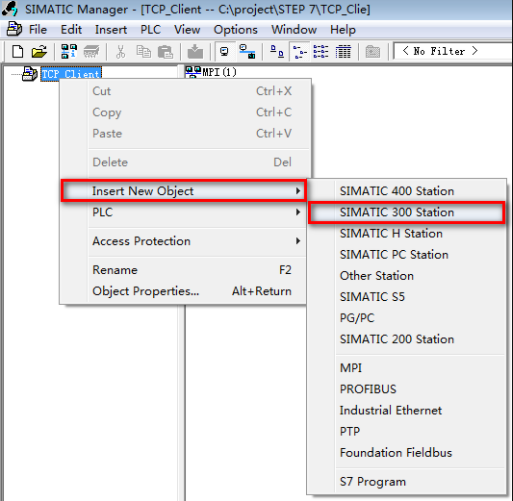 SIMATIC Manager - [TCP_Client -- C:\project\STEP 7\TCP_Clie]
File Edit Insert PLC View Options Window Help
< No Filter >
TCP_Client
MPI(1)
Cut Ctrl+X
Copy Ctrl+C
Paste Ctrl+V
Delete Del
Insert New Object
PLC
Access Protection
Rename F2
Object Properties... Alt+Return
SIMATIC 400 Station
SIMATIC 300 Station
SIMATIC H Station
SIMATIC PC Station
Other Station
SIMATIC S5
PG/PC
SIMATIC 200 Station
MPI
PROFIBUS
Industrial Ethernet
PTP
Foundation Fieldbus
S7 Program